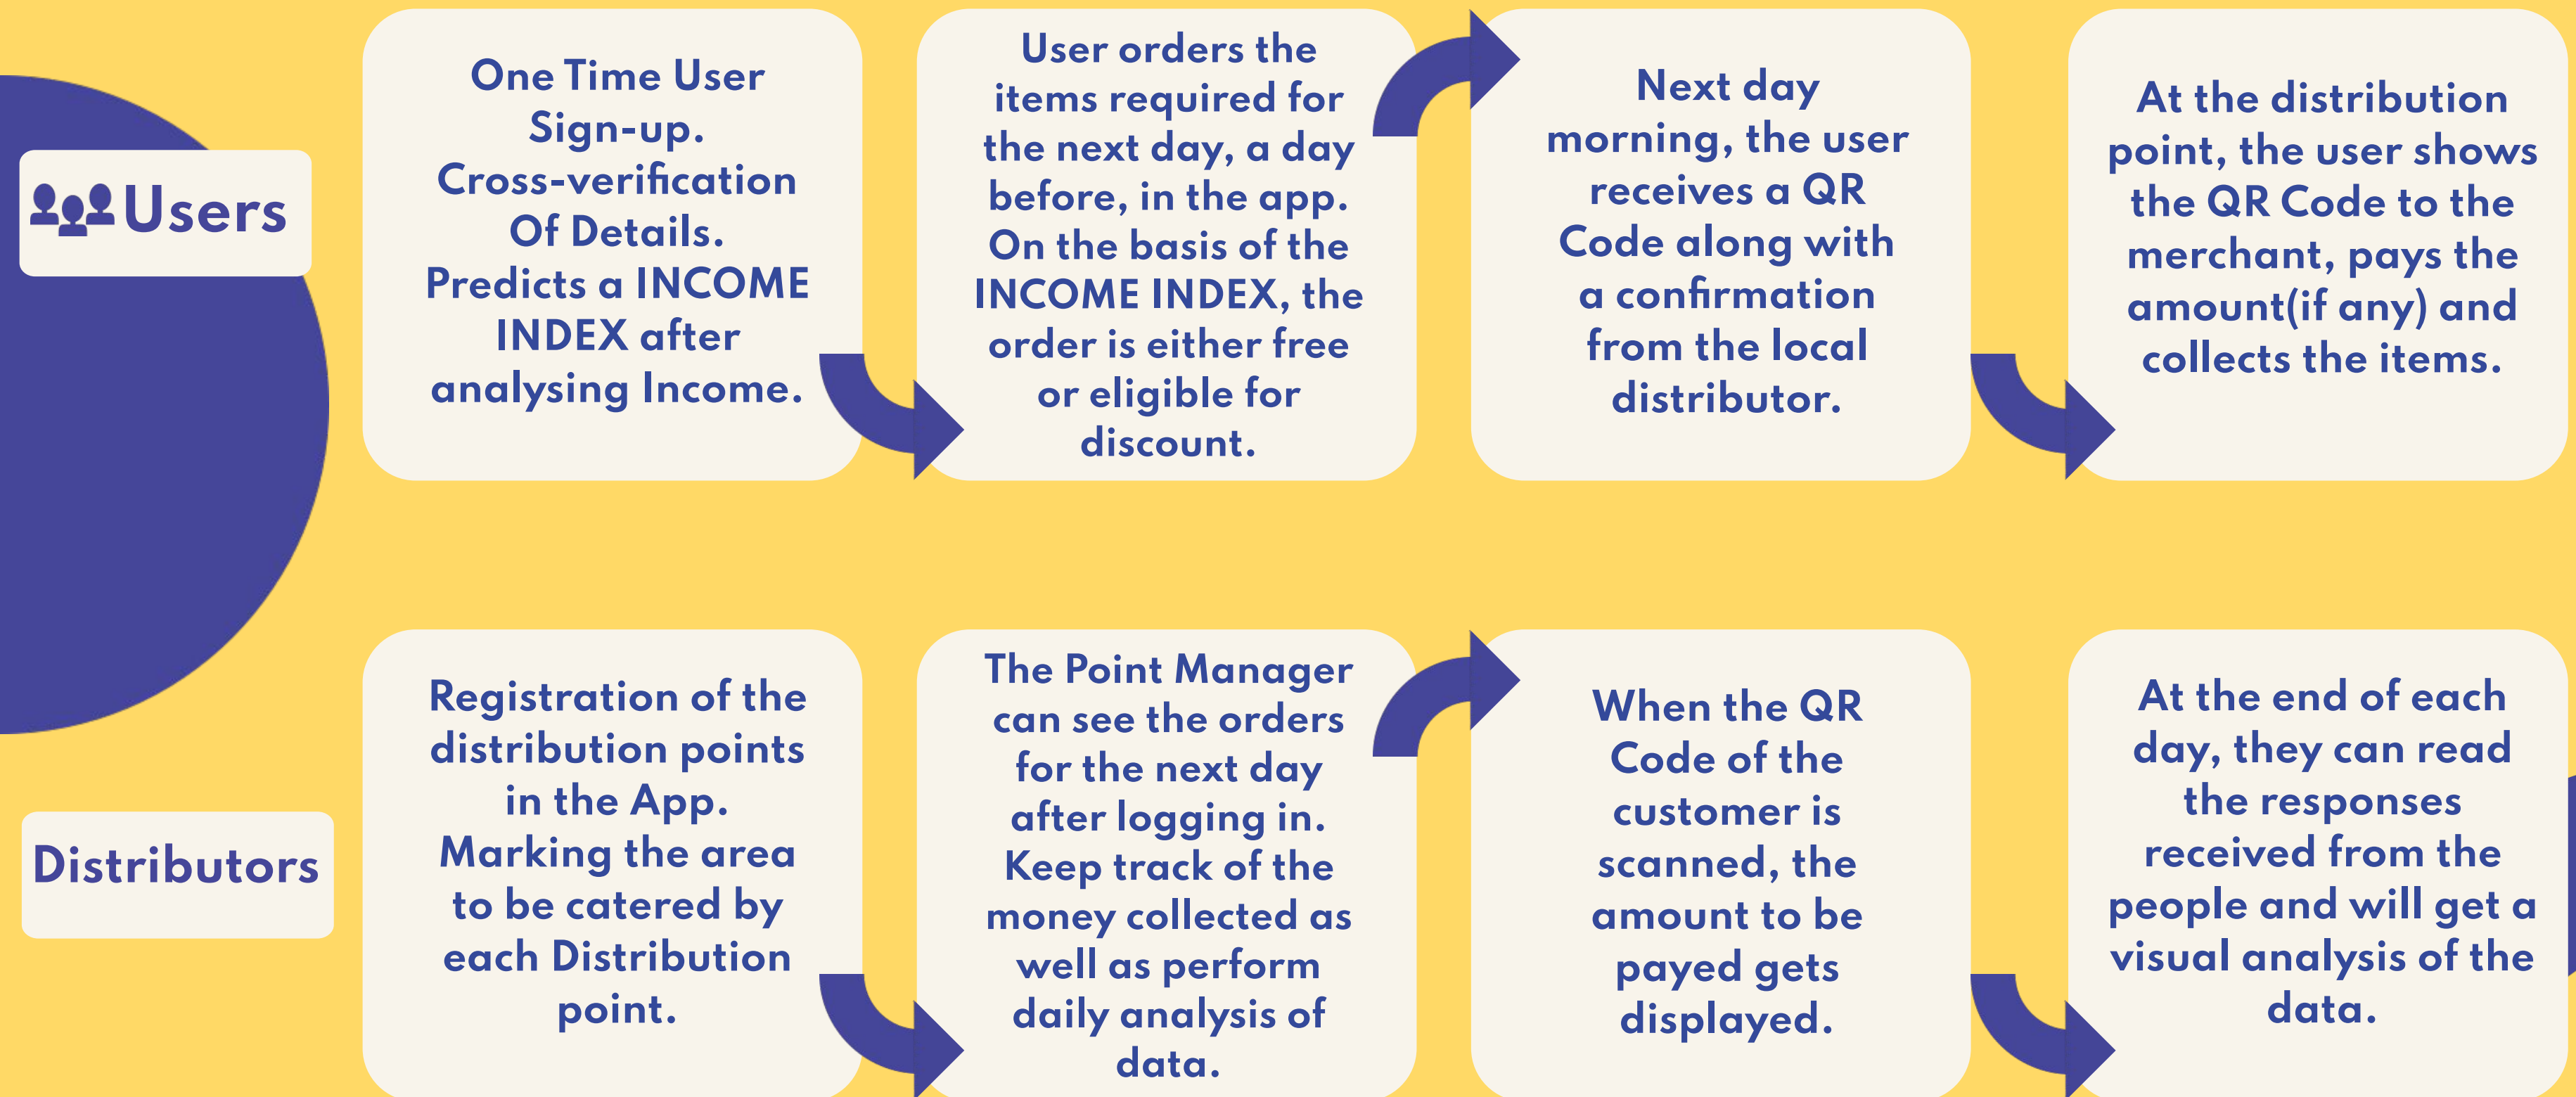 Users
One Time User
Sign-up.
Cross-verification
Of Details.
Predicts a INCOME
INDEX after
analysing Income.
User orders the
items required for
the next day, a day
before, in the app.
On the basis of the
INCOME INDEX, the
order is either free
or eligible for
discount.
Next day
morning, the user
receives a QR
Code along with
a confirmation
from the local
distributor.
At the distribution
point, the user shows
the QR Code to the
merchant, pays the
amount(if any) and
collects the items.
Distributors
Registration of the
distribution points
in the App.
Marking the area
to be catered by
each Distribution
point.
The Point Manager
can see the orders
for the next day
after logging in.
Keep track of the
money collected as
well as perform
daily analysis of
data.
When the QR
Code of the
customer is
scanned, the
amount to be
payed gets
displayed.
At the end of each
day, they can read
the responses
received from the
people and will get a
visual analysis of the
data.